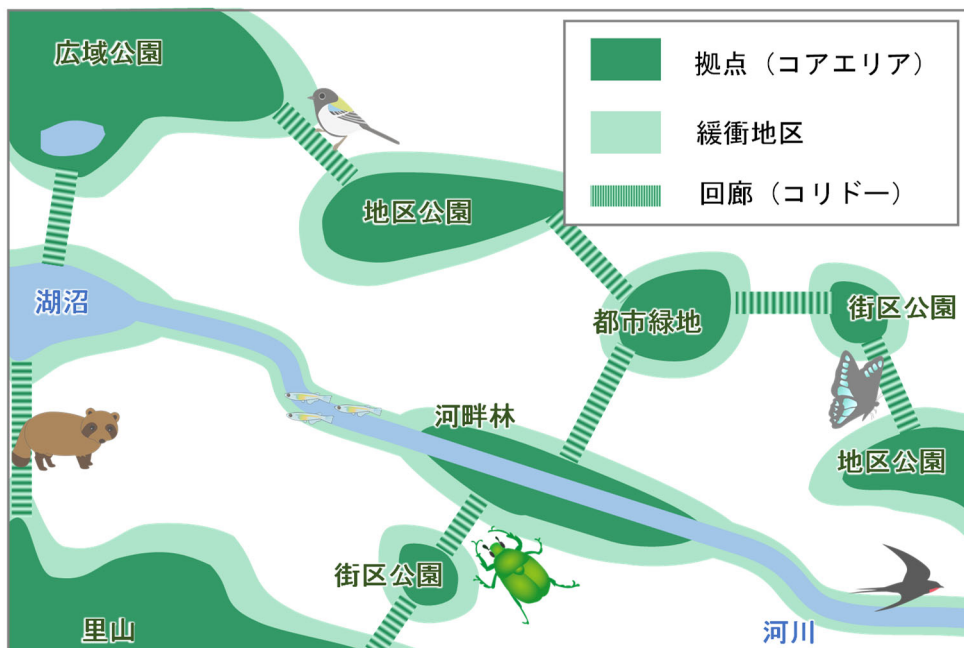 広域公園
拠点（コアエリア）
緩衝地区
回廊（コリドー）
地区公園
湖沼
都市緑地
街区公園
河畔林
地区公園
街区公園
里山
河川